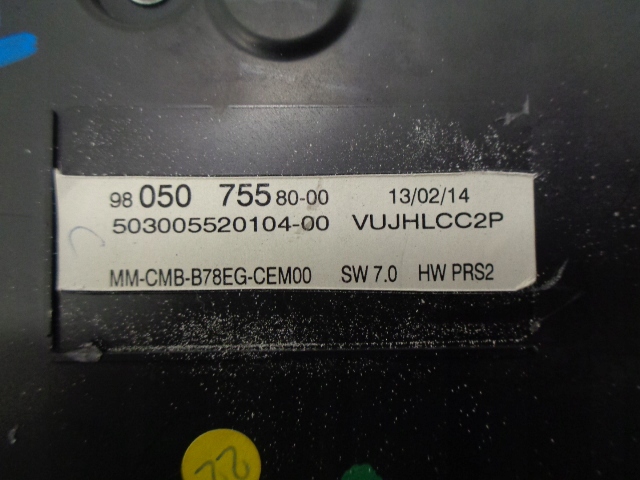 98 050 755 80-00 13/02/14
503005520104-00 VUJHLCC2P
MM-CMB-B78EG-CEM00 SW 7.0 HW PRS2
22